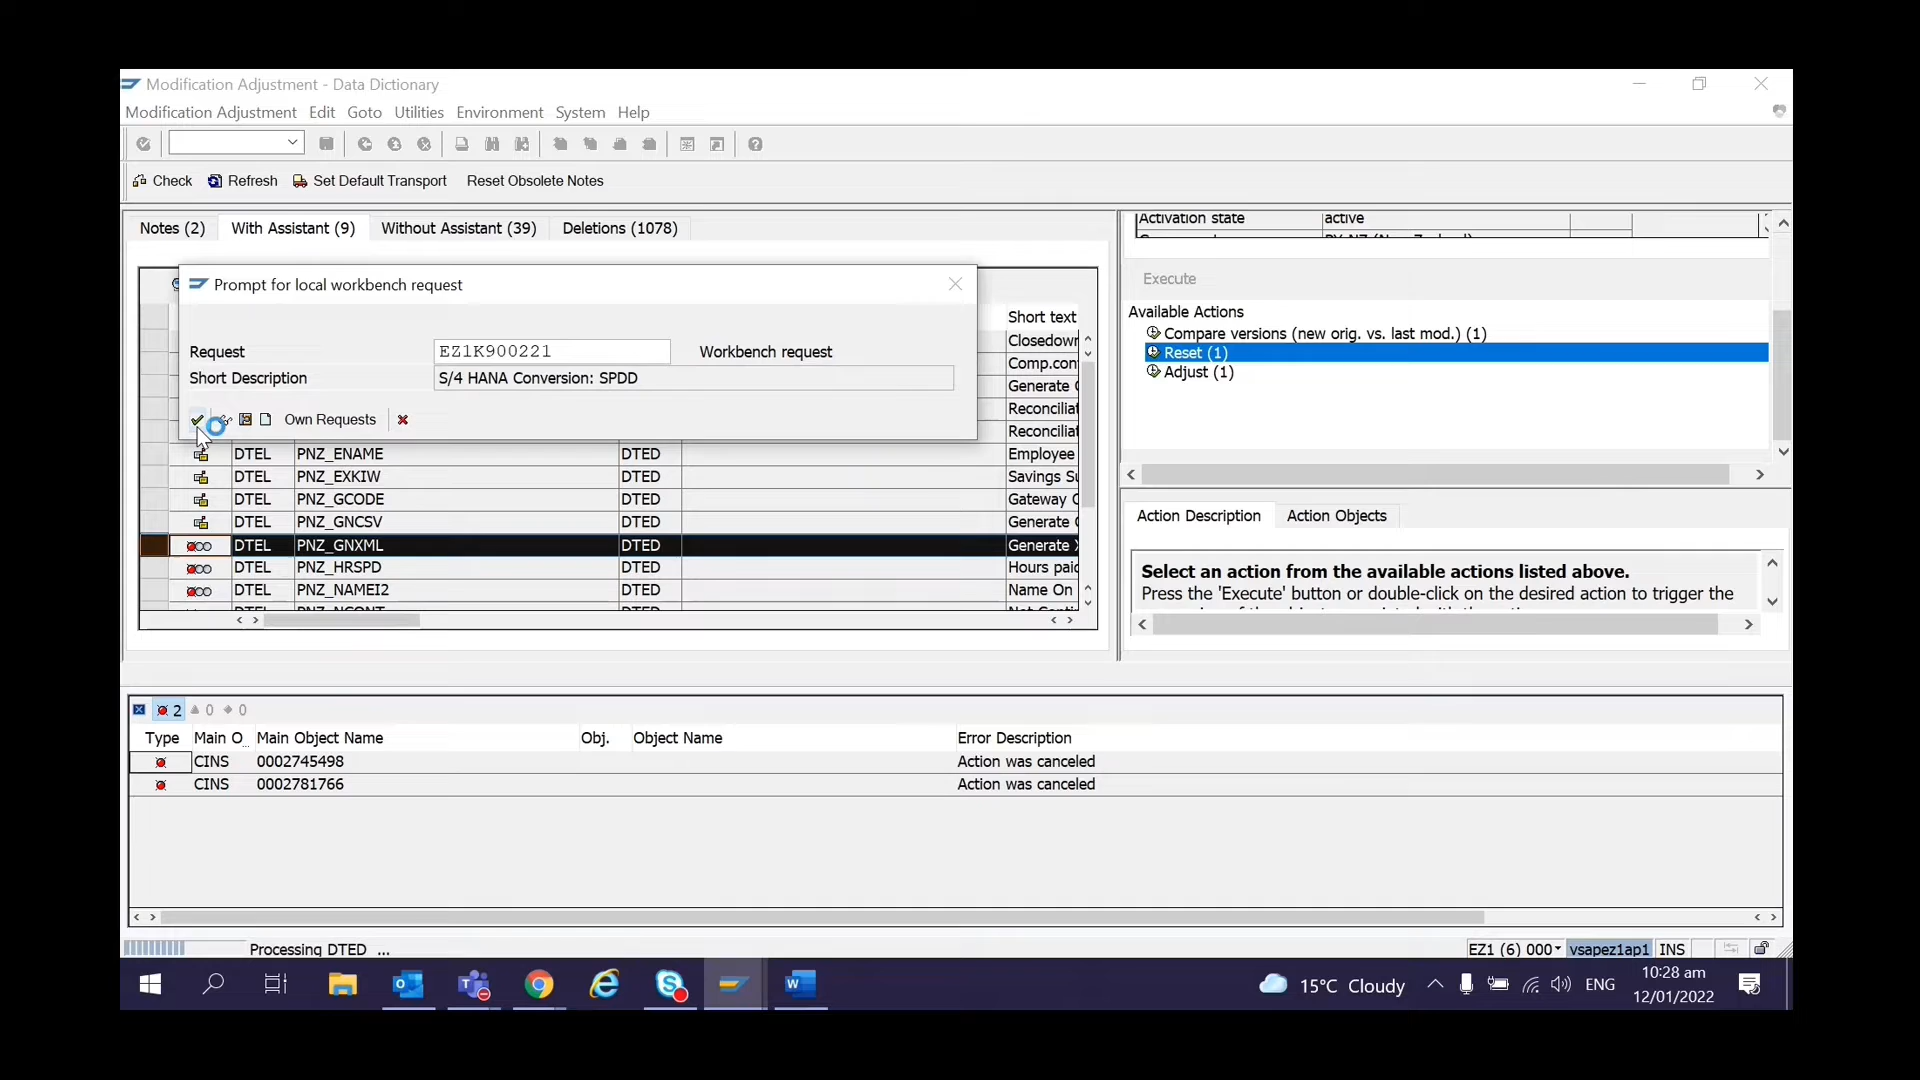 Modification Adjustment - Data Dictionary
Modification Adjustment Edit Goto Utilities Environment System Help
Check Refresh Set Default Transport Reset Obsolete Notes
Notes (2) With Assistant (9) Without Assistant (39) Deletions (1078)
Prompt for local workbench request
Request EZ1K900221 Workbench request
Short Description S/4 HANA Conversion: SPDD
Own Requests
Short text
Closedown
Comp.con
Generate
Reconciliat
Reconciliat
DTEL PNZ_ENAME DTED Employee
DTEL PNZ_EXKIW DTED Savings Su
DTEL PNZ_GCODE DTED Gateway C
DTEL PNZ_GNCSV DTED Generate
DTEL PNZ_GNXML DTED Generate
DTEL PNZ_HRSPD DTED Hours paid
DTEL PNZ_NAMEI2 DTED Name On
Activation state active
Execute
Available Actions
Compare versions (new orig. vs. last mod.) (1)
Reset (1)
Adjust (1)
Action Description Action Objects
Select an action from the available actions listed above.
Press the 'Execute' button or double-click on the desired action to trigger the
2 0 0
Type Main O... Main Object Name Obj. Object Name Error Description
CINS 0002745498 Action was canceled
CINS 0002781766 Action was canceled
Processing DTED ...
EZ1 (6) 000 vsapez1ap1 INS
15°C Cloudy ENG
10:28 am
12/01/2022